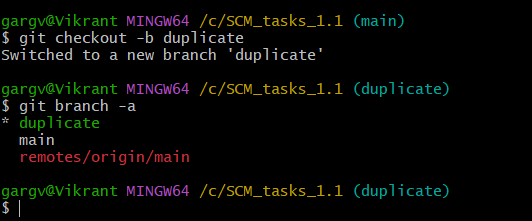 gargv@Vikrant MINGW64 /c/SCM_tasks_1.1 (main)
$ git checkout -b duplicate
Switched to a new branch 'duplicate'
gargv@Vikrant MINGW64 /c/SCM_tasks_1.1 (duplicate)
$ git branch -a
* duplicate
  main
  remotes/origin/main
gargv@Vikrant MINGW64 /c/SCM_tasks_1.1 (duplicate)
$